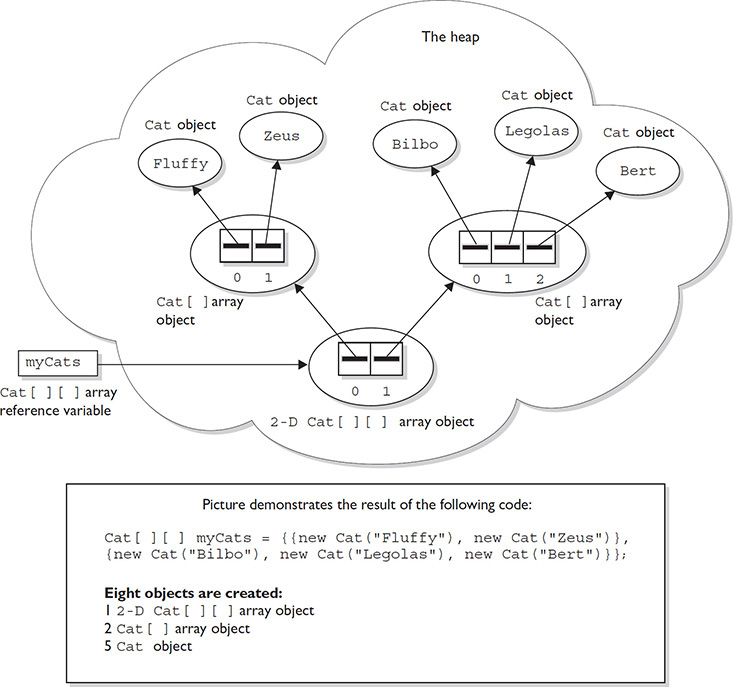 The heap
Cat object
Legolas
Cat object
Zeus
Cat object
Bilbo
Cat object
Fluffy
Cat object
Bert
0 1
0 1 2
Cat[ ] array
object
Cat[ ] array
object
myCats
Cat[ ][ ] array
reference variable
0 1
2-D Cat[ ][ ] array object
Picture demonstrates the result of the following code:
Cat[ ][ ] myCats = {{new Cat("Fluffy"), new Cat("Zeus")},
{new Cat("Bilbo"), new Cat("Legolas"), new Cat("Bert")}};
Eight objects are created:
1 2-D Cat[ ][ ] array object
2 Cat[ ] array object
5 Cat object